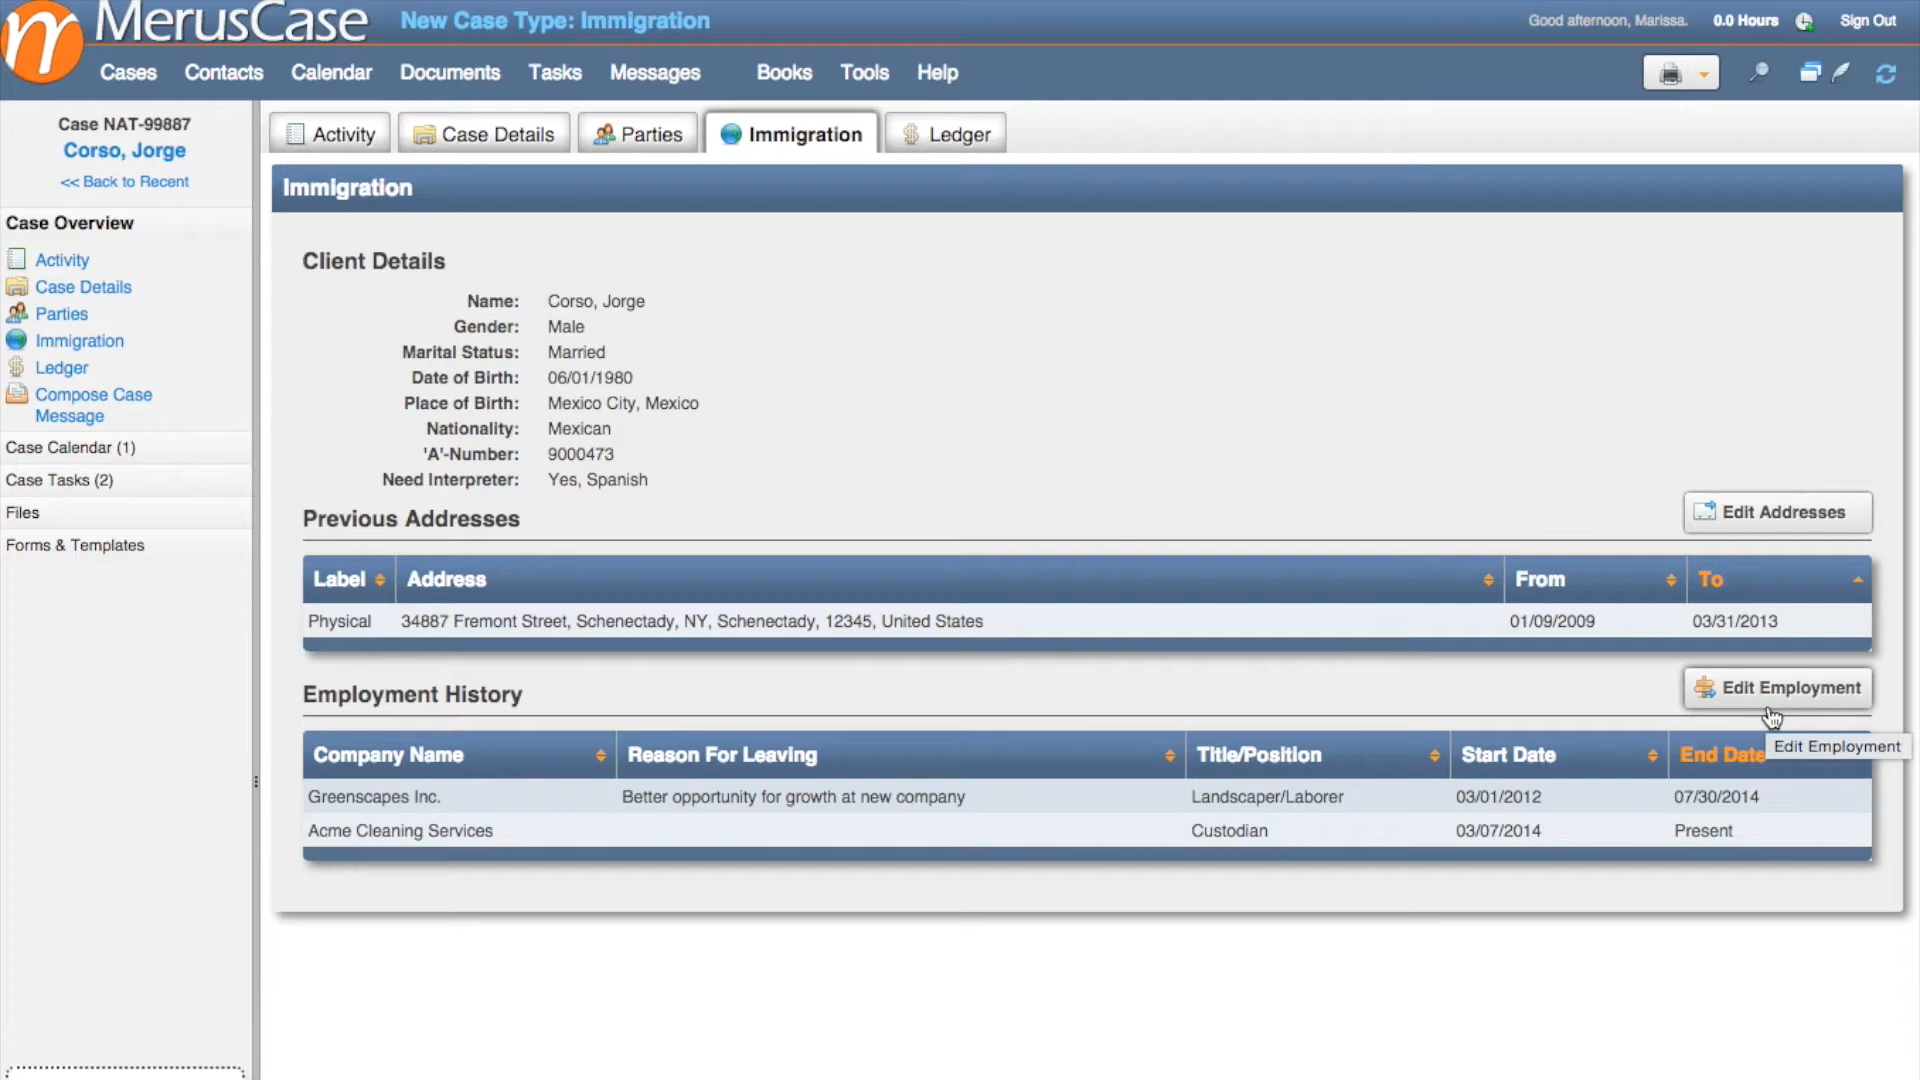 MerusCase New Case Type: Immigration Good afternoon, Marissa. 0.0 Hours Sign Out
Cases Contacts Calendar Documents Tasks Messages Books Tools Help
Case NAT-99887
Corso, Jorge
<< Back to Recent
Case Overview
Activity
Case Details
Parties
Immigration
Ledger
Compose Case
Message
Case Calendar (1)
Case Tasks (2)
Files
Forms & Templates
Activity Case Details Parties Immigration Ledger
Immigration
Client Details
Name: Corso, Jorge
Gender: Male
Marital Status: Married
Date of Birth: 06/01/1980
Place of Birth: Mexico City, Mexico
Nationality: Mexican
'A'-Number: 9000473
Need Interpreter: Yes, Spanish
Previous Addresses Edit Addresses
Label Address From To
Physical 34887 Fremont Street, Schenectady, NY, Schenectady, 12345, United States 01/09/2009 03/31/2013
Employment History Edit Employment
Company Name Reason For Leaving Title/Position Start Date End Date
Edit Employment
Greenscapes Inc. Better opportunity for growth at new company Landscaper/Laborer 03/01/2012 07/30/2014
Acme Cleaning Services Custodian 03/07/2014 Present